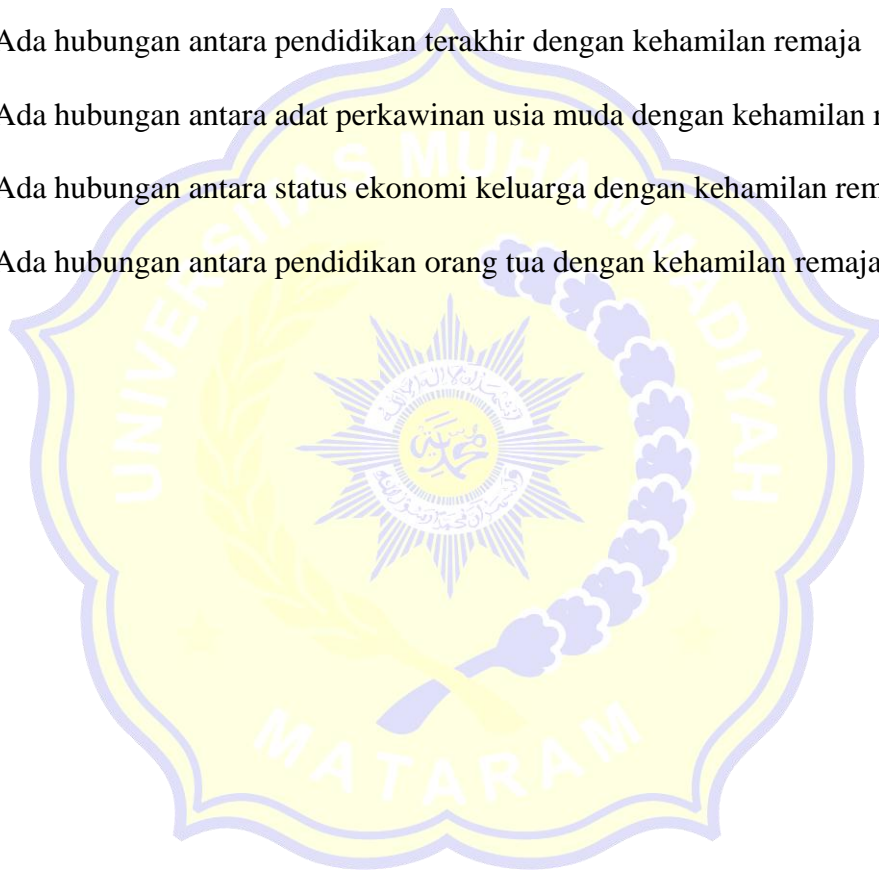 Ada hubungan antara pendidikan terakhir dengan kehamilan remaja
Ada hubungan antara adat perkawinan usia muda dengan kehamilan
Ada hubungan antara status ekonomi keluarga dengan kehamilan
Ada hubungan antara pendidikan orang tua dengan kehamilan remaja
UNIVERSITAS MUHAMMADIYAH
MATARAM